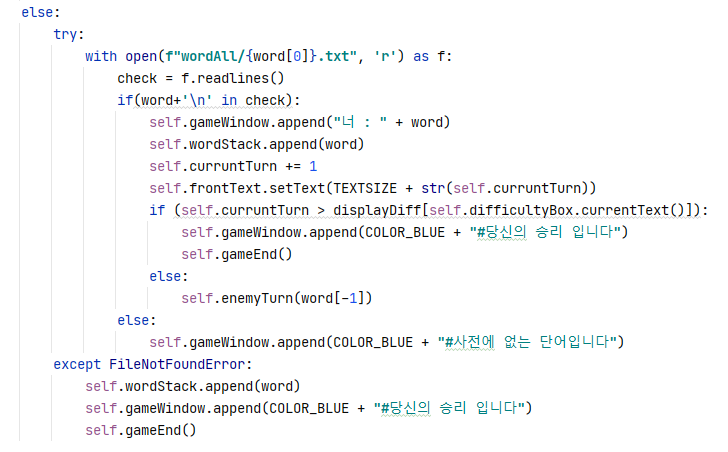 else:
    try:
        with open(f"wordAll/{word[0]}.txt", 'r') as f:
            check = f.readlines()
            if(word+'\n' in check):
                self.gameWindow.append("너 : " + word)
                self.wordStack.append(word)
                self.curruntTurn += 1
                self.frontText.setText(TEXTSIZE + str(self.curruntTurn))
                if (self.curruntTurn > displayDiff[self.difficultyBox.currentText()]):
                    self.gameWindow.append(COLOR_BLUE + "#당신의 승리 입니다")
                    self.gameEnd()
                else:
                    self.enemyTurn(word[-1])
            else:
                self.gameWindow.append(COLOR_BLUE + "#사전에 없는 단어입니다")
    except FileNotFoundError:
        self.wordStack.append(word)
        self.gameWindow.append(COLOR_BLUE + "#당신의 승리 입니다")
        self.gameEnd()